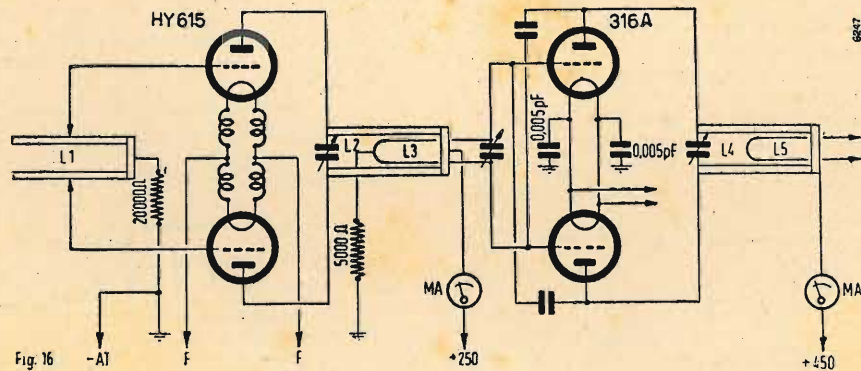 HY615
316A
6247
L1
20000Ω
L2
L3
5000 Ω
0,005pF
0,005pF
L4
L5
MA
MA
Fig. 16
-AT
F
F
+250
+450